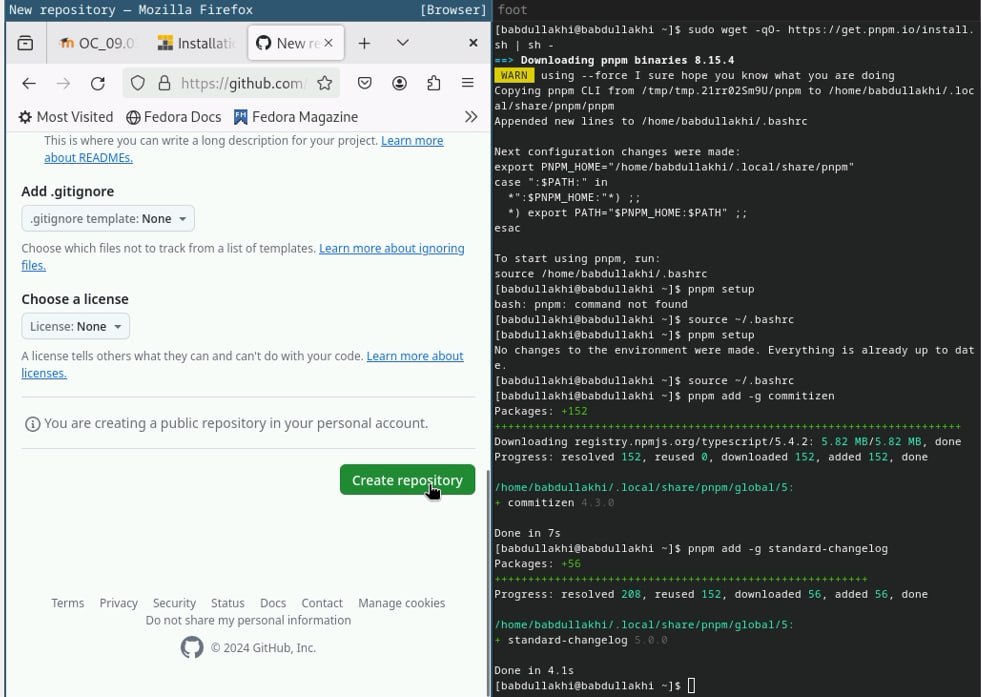 New repository — Mozilla Firefox [Browser]
OC_09.0
Installatio
New re
https://github.com/
Most Visited Fedora Docs Fedora Magazine
This is where you can write a long description for your project. Learn more
about READMEs.
Add .gitignore
.gitignore template: None
Choose which files not to track from a list of templates. Learn more about ignoring
files.
Choose a license
License: None
A license tells others what they can and can't do with your code. Learn more about
licenses.
You are creating a public repository in your personal account.
Create repository
Terms Privacy Security Status Docs Contact Manage cookies
Do not share my personal information
© 2024 GitHub, Inc.
foot
[babdullakhi@babdullakhi ~]$ sudo wget -qO- https://get.pnpm.io/install.
sh | sh -
==> Downloading pnpm binaries 8.15.4
WARN using --force I sure hope you know what you are doing
Copying pnpm CLI from /tmp/tmp.21rr02Sm9U/pnpm to /home/babdullakhi/.loc
al/share/pnpm/pnpm
Appended new lines to /home/babdullakhi/.bashrc
Next configuration changes were made:
export PNPM_HOME="/home/babdullakhi/.local/share/pnpm"
case ":$PATH:" in
*":$PNPM_HOME:"*) ;;
*) export PATH="$PNPM_HOME:$PATH" ;;
esac
To start using pnpm, run:
source /home/babdullakhi/.bashrc
[babdullakhi@babdullakhi ~]$ pnpm setup
bash: pnpm: command not found
[babdullakhi@babdullakhi ~]$ source ~/.bashrc
[babdullakhi@babdullakhi ~]$ pnpm setup
No changes to the environment were made. Everything is already up to dat
e.
[babdullakhi@babdullakhi ~]$ source ~/.bashrc
[babdullakhi@babdullakhi ~]$ pnpm add -g commitizen
Packages: +152
++++++++++++++++++++++++++++++++++++++++++++++++++++++++++++++++++++++
Downloading registry.npmjs.org/typescript/5.4.2: 5.82 MB/5.82 MB, done
Progress: resolved 152, reused 0, downloaded 152, added 152, done
/home/babdullakhi/.local/share/pnpm/global/5:
+ commitizen 4.3.0
Done in 7s
[babdullakhi@babdullakhi ~]$ pnpm add -g standard-changelog
Packages: +56
++++++++++++++++++++++++++++++++++++++++++++++++++++++++
Progress: resolved 208, reused 152, downloaded 56, added 56, done
/home/babdullakhi/.local/share/pnpm/global/5:
+ standard-changelog 5.0.0
Done in 4.1s
[babdullakhi@babdullakhi ~]$